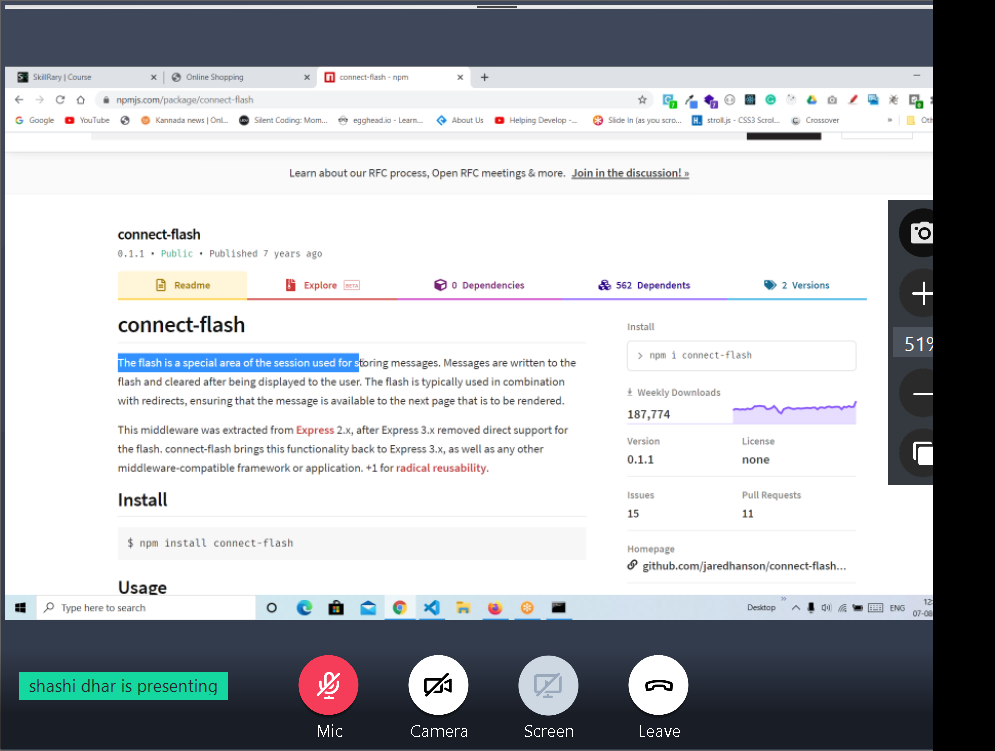 SkillRary | Course
Online Shopping
connect-flash - npm
npmjs.com/package/connect-flash
Google YouTube Kannada news | Onl... Silent Coding: Mom... egghead.io - Learn... About Us Helping Develop -... Slide In (as you scro... stroll.js - CSS3 Scrol... Crossover » Oth
Learn about our RFC process, Open RFC meetings & more. Join in the discussion! »
connect-flash
0.1.1 • Public • Published 7 years ago
Readme
Explore BETA
0 Dependencies
562 Dependents
2 Versions
connect-flash
The flash is a special area of the session used for storing messages. Messages are written to the
flash and cleared after being displayed to the user. The flash is typically used in combination
with redirects, ensuring that the message is available to the next page that is to be rendered.
This middleware was extracted from Express 2.x, after Express 3.x removed direct support for
the flash. connect-flash brings this functionality back to Express 3.x, as well as any other
middleware-compatible framework or application. +1 for radical reusability.
Install
$ npm install connect-flash
Usage
Install
> npm i connect-flash
Weekly Downloads
187,774
Version License
0.1.1 none
Issues Pull Requests
15 11
Homepage
github.com/jaredhanson/connect-flash...
51%
Type here to search
Desktop » ENG 12:
07-08
shashi dhar is presenting
Mic
Camera
Screen
Leave